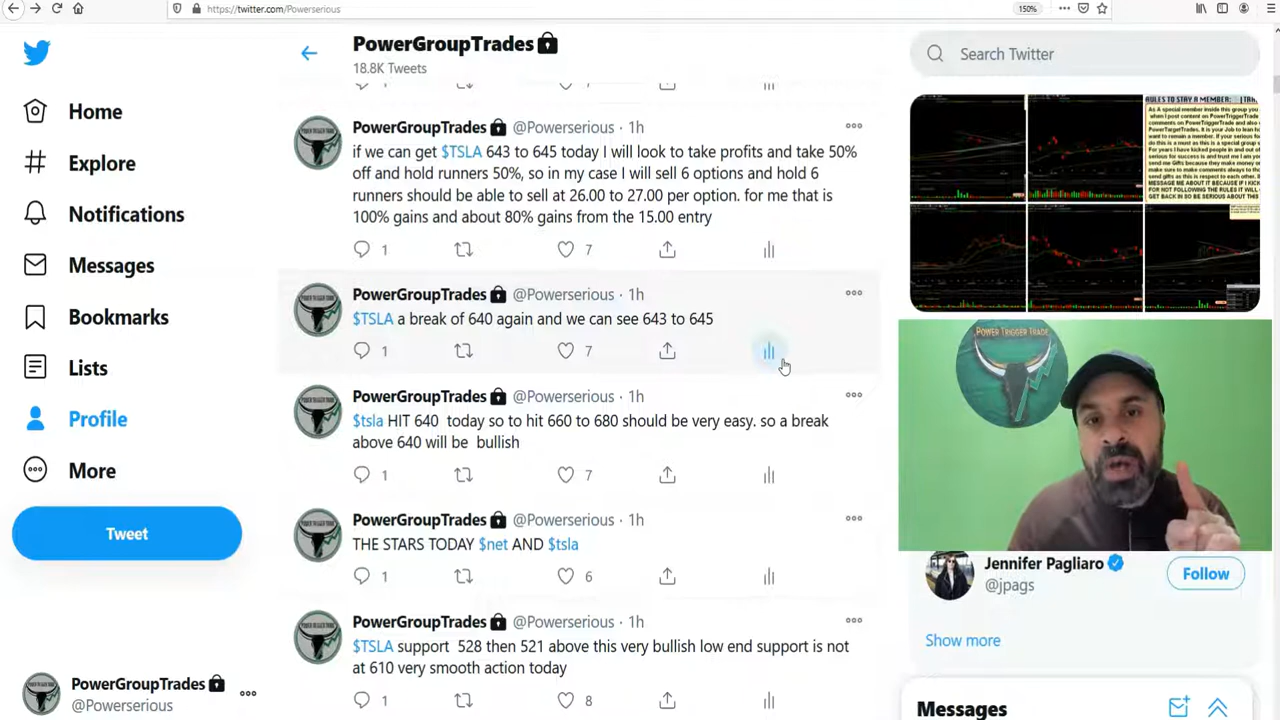 https://twitter.com/Powerserious
150%
PowerGroupTrades
18.8K Tweets
Search Twitter
Home
Explore
Notifications
Messages
Bookmarks
Lists
Profile
More
Tweet
PowerGroupTrades
@Powerserious
PowerGroupTrades @Powerserious · 1h
if we can get $TSLA 643 to 645 today I will look to take profits and take 50%
off and hold runners 50%, so in my case I will sell 6 options and hold 6
runners should be able to sell at 26.00 to 27.00 per option. for me that is
100% gains and about 80% gains from the 15.00 entry
1 7
PowerGroupTrades @Powerserious · 1h
$TSLA a break of 640 again and we can see 643 to 645
1 7
PowerGroupTrades @Powerserious · 1h
$tsla HIT 640 today so to hit 660 to 680 should be very easy. so a break
above 640 will be bullish
1 7
PowerGroupTrades @Powerserious · 1h
THE STARS TODAY $net AND $tsla
1 6
PowerGroupTrades @Powerserious · 1h
$TSLA support 528 then 521 above this very bullish low end support is not
at 610 very smooth action today
1 8
RULES TO STAY A MEMBER:
POWER TRIGGER TRADE
Jennifer Pagliaro
@jpags
Follow
Show more
Messages